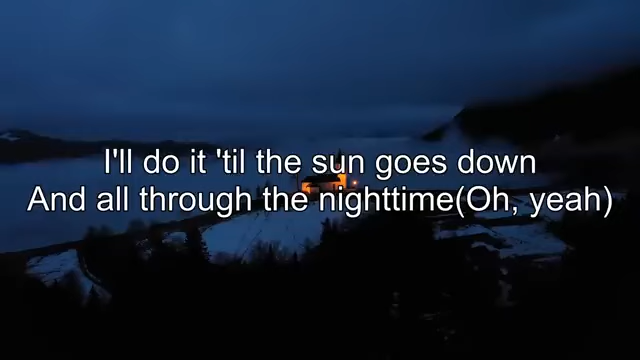 I'll do it 'til the sun goes down
And all through the nighttime(Oh, yeah)